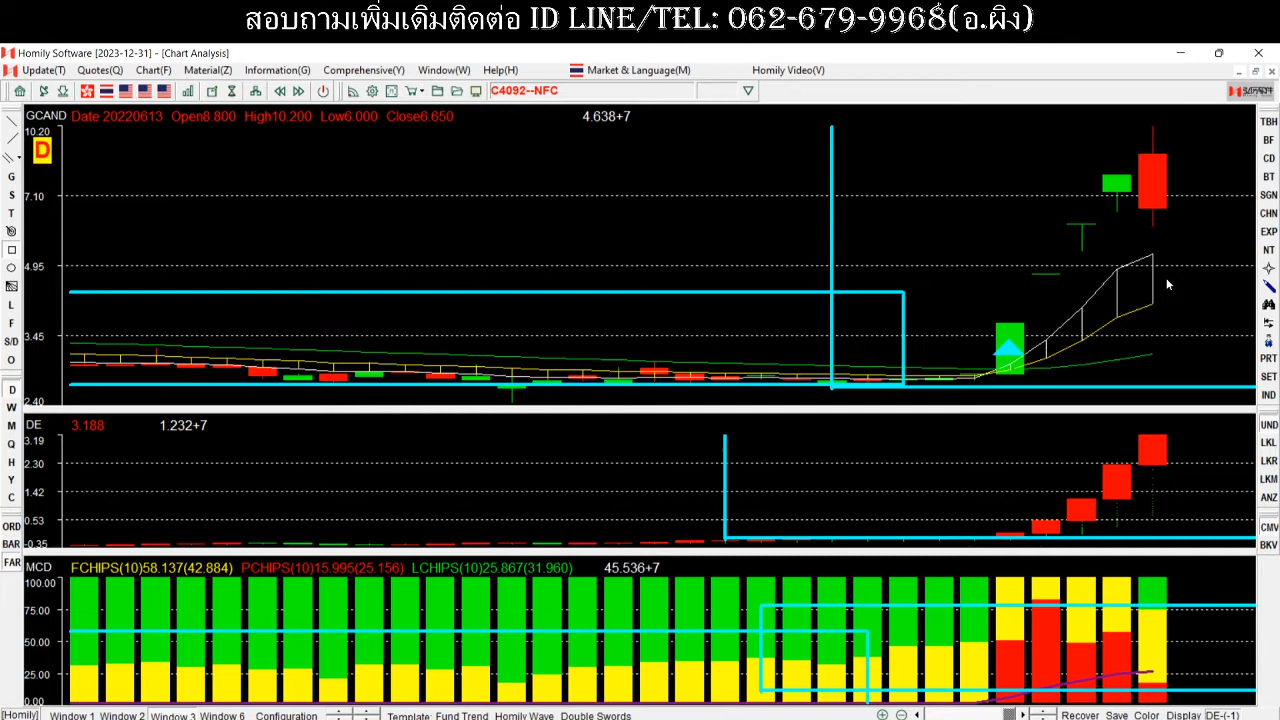 สอบถามเพิ่มเติมติดต่อ ID LINE/TEL: 062-679-9968(อ.ผิง)
Homily Software [2023-12-31] - [Chart Analysis]
Update(T) Quotes(Q) Chart(F) Material(Z) Information(G) Comprehensive(Y) Window(W) Help(H) Market & Language(M) Homily Video(V)
C4092--NFC
GCAND Date 20220613 Open8.800 High10.200 Low6.000 Close6.650 4.638+7
10.20
D
7.10
4.95
3.45
2.40
DE 3.188 1.232+7
3.19
2.30
1.42
0.53
-0.35
MCD FCHIPS(10)58.137(42.884) PCHIPS(10)15.995(25.156) LCHIPS(10)25.867(31.960) 45.536+7
100.00
75.00
50.00
25.00
0.00
G
S
T
L
F
S/D
O
D
W
M
Q
H
Y
C
ORD
BAR
FAR
TBH
BF
CD
BT
SGN
CHN
EXP
NT
PRT
SET
IND
UND
LKL
LKR
LKM
ANZ
CMV
BKV
[Homily] Window 1 Window 2 Window 3 Window 6 Configuration Template: Fund Trend Homily Wave Double Swords Recover Save Color Display DE-(-1)